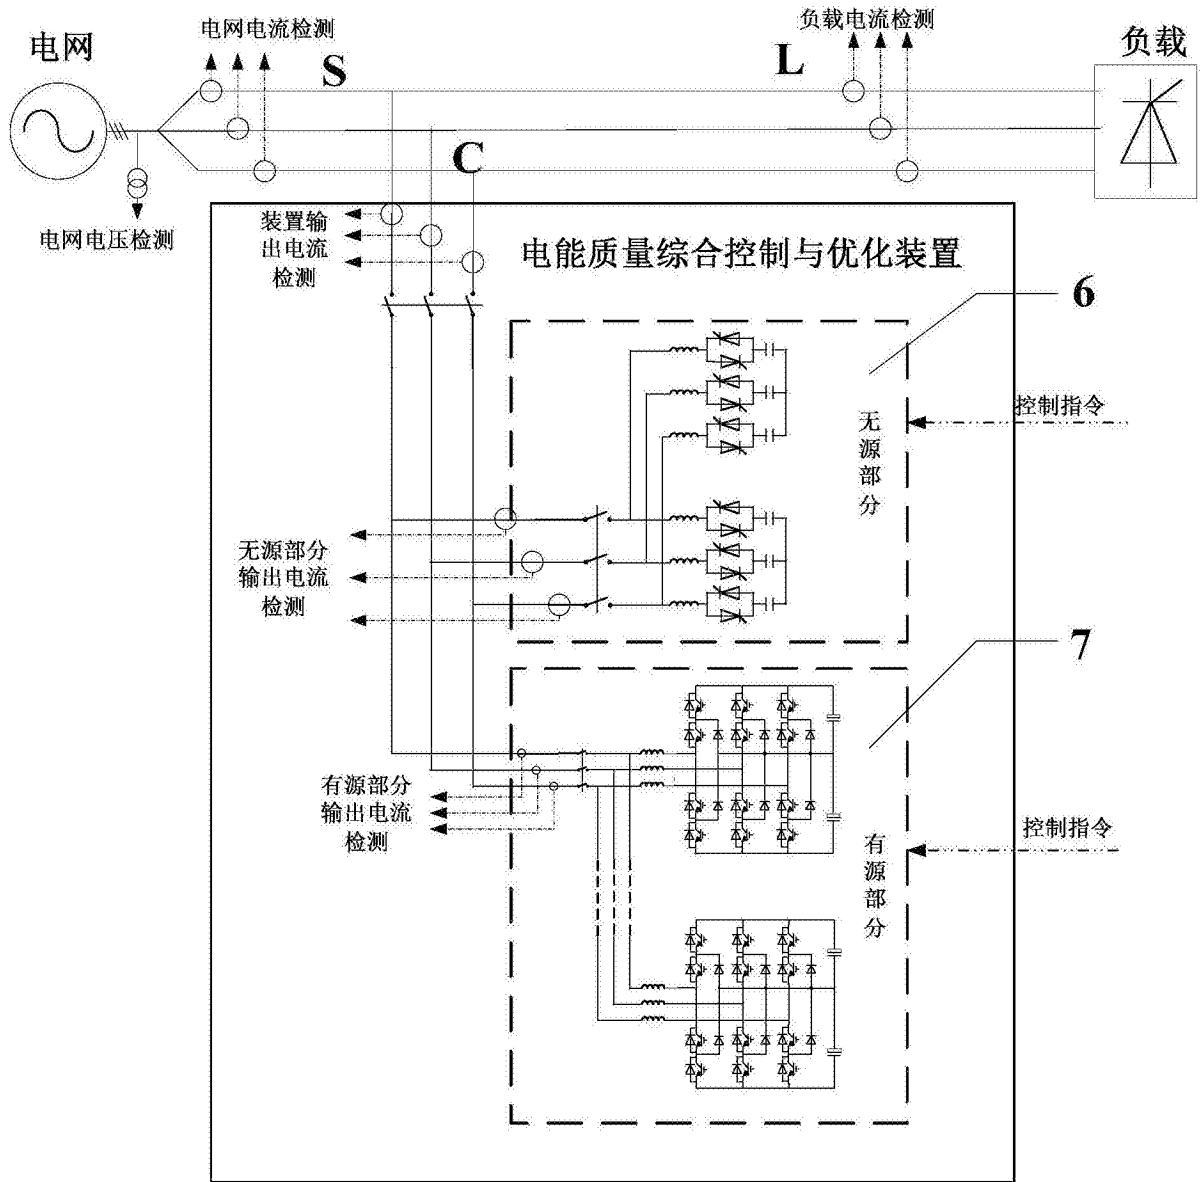 电网
电网电流检测
S
L
负载电流检测
负载
C
电网电压检测
装置输
出电流
检测
电能质量综合控制与优化装置
6
控制指令
无源部分
无源部分
输出电流
检测
7
有源部分
输出电流
检测
控制指令
有源部分